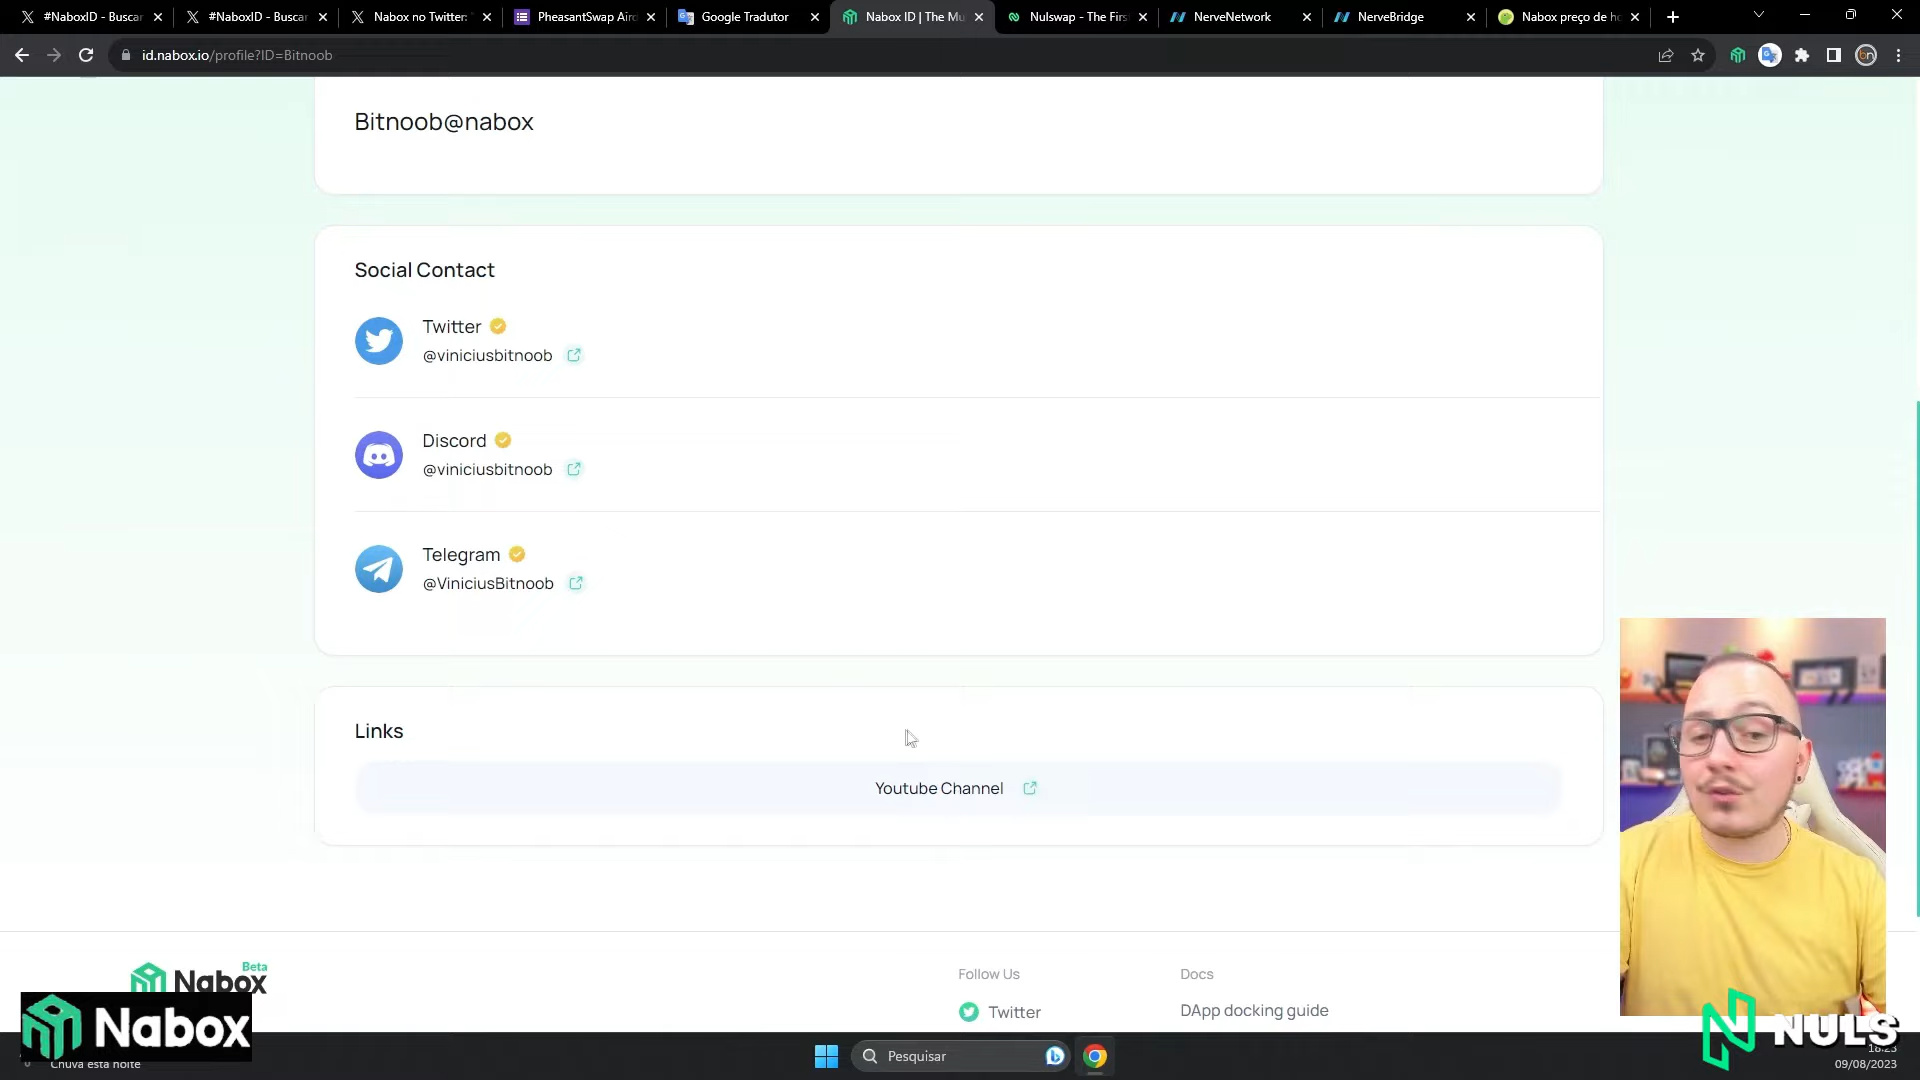 #NaboxID - Buscar
#NaboxID - Buscar
Nabox no Twitter: "
PheasantSwap Airc
Google Tradutor
Nabox ID | The Mu
Nulswap - The Firs
NerveNetwork
NerveBridge
Nabox preço de ho
id.nabox.io/profile?ID=Bitnoob
Bitnoob@nabox
Social Contact
Twitter
@viniciusbitnoob
Discord
@viniciusbitnoob
Telegram
@ViniciusBitnoob
Links
Youtube Channel
Beta
Nabox
Follow Us
Docs
Twitter
DApp docking guide
Nabox
NULS
Chuva esta noite
Pesquisar
18:23
09/08/2023